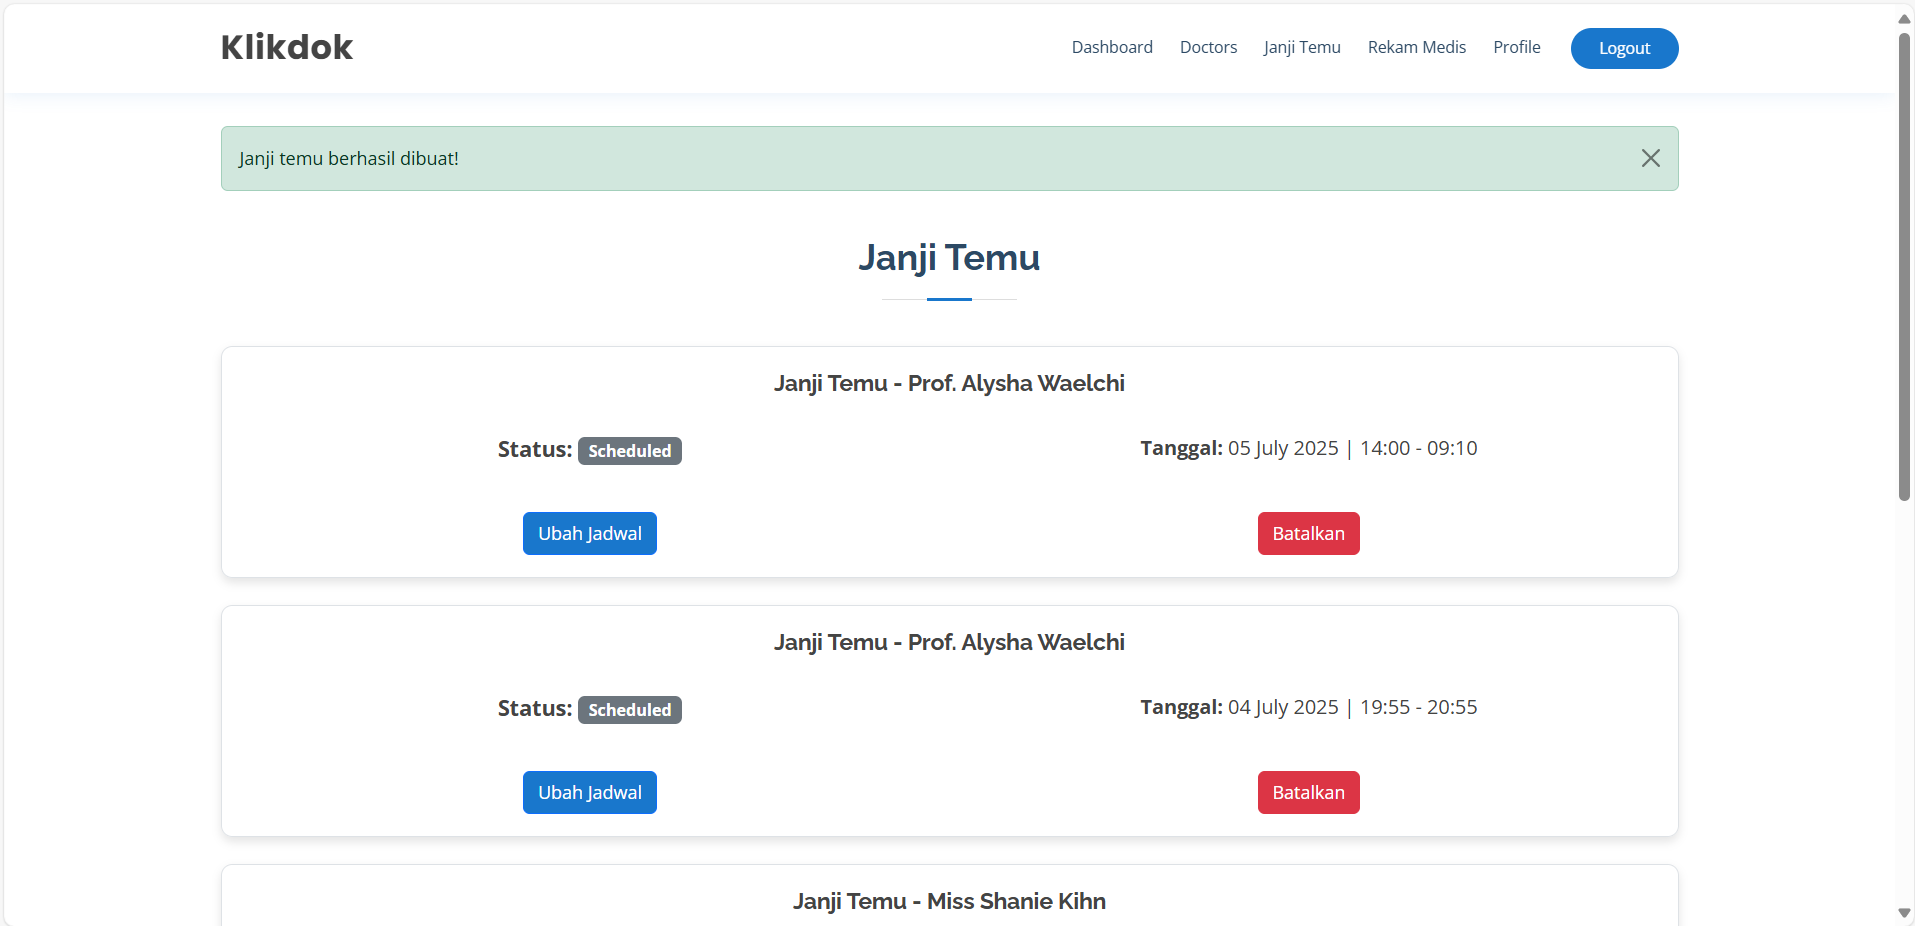 Klikdok
Dashboard Doctors Janji Temu Rekam Medis Profile Logout
Janji temu berhasil dibuat!
Janji Temu
Janji Temu - Prof. Alysha Waelchi
Status: Scheduled Tanggal: 05 July 2025 | 14:00 - 09:10
Ubah Jadwal Batalkan
Janji Temu - Prof. Alysha Waelchi
Status: Scheduled Tanggal: 04 July 2025 | 19:55 - 20:55
Ubah Jadwal Batalkan
Janji Temu - Miss Shanie Kihn